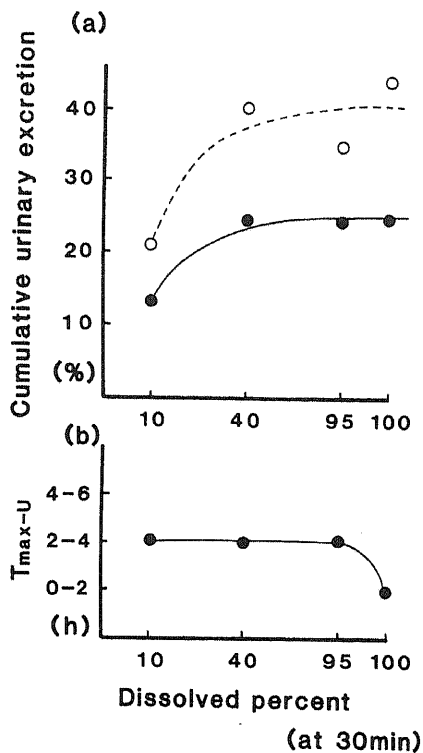 (a)
Cumulative urinary excretion
(%)
40
30
20
10
10 40 95 100
(b)
Tmax-U
(h)
4-6
2-4
0-2
10 40 95 100
Dissolved percent
(at 30min)